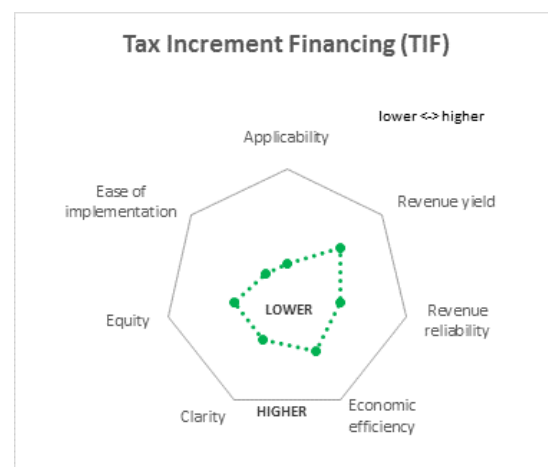 Tax Increment Financing (TIF)
lower <-> higher
Applicability
Ease of
implementation
Revenue yield
Equity
LOWER
Revenue
reliability
Clarity
HIGHER
Economic
efficiency